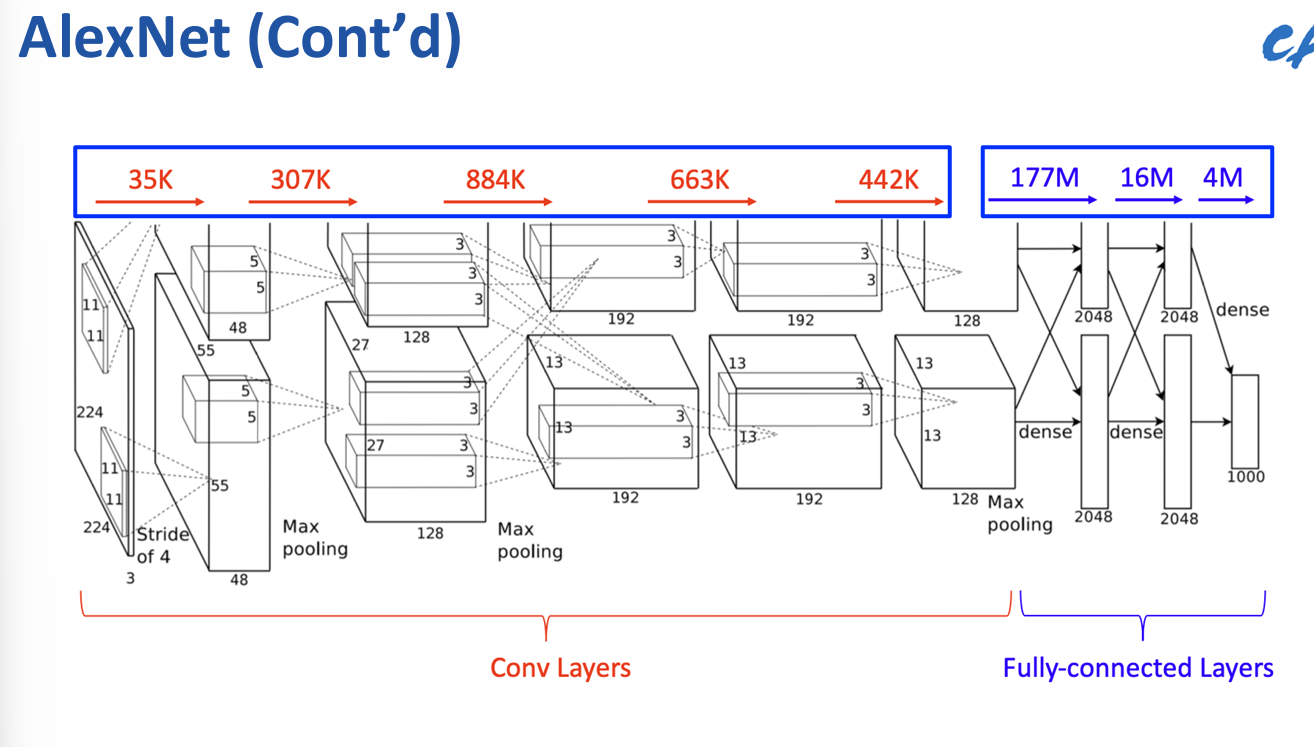 AlexNet (Cont’d)
CA
35K 307K 884K 663K 442K 177M 16M 4M
3 3 3
5 3 3 3
5 3 3 3
11
11
48 128 192 192 128 2048 2048 dense
55 27
13 13 13
5 3 3
5 3 3 3
224
13 13 13
27 3 3
dense dense
11 3
11
55
1000
192 192 128 Max
pooling
2048 2048
224 Stride
of 4
Max
pooling
128 Max
pooling
3 48
Conv Layers Fully-connected Layers